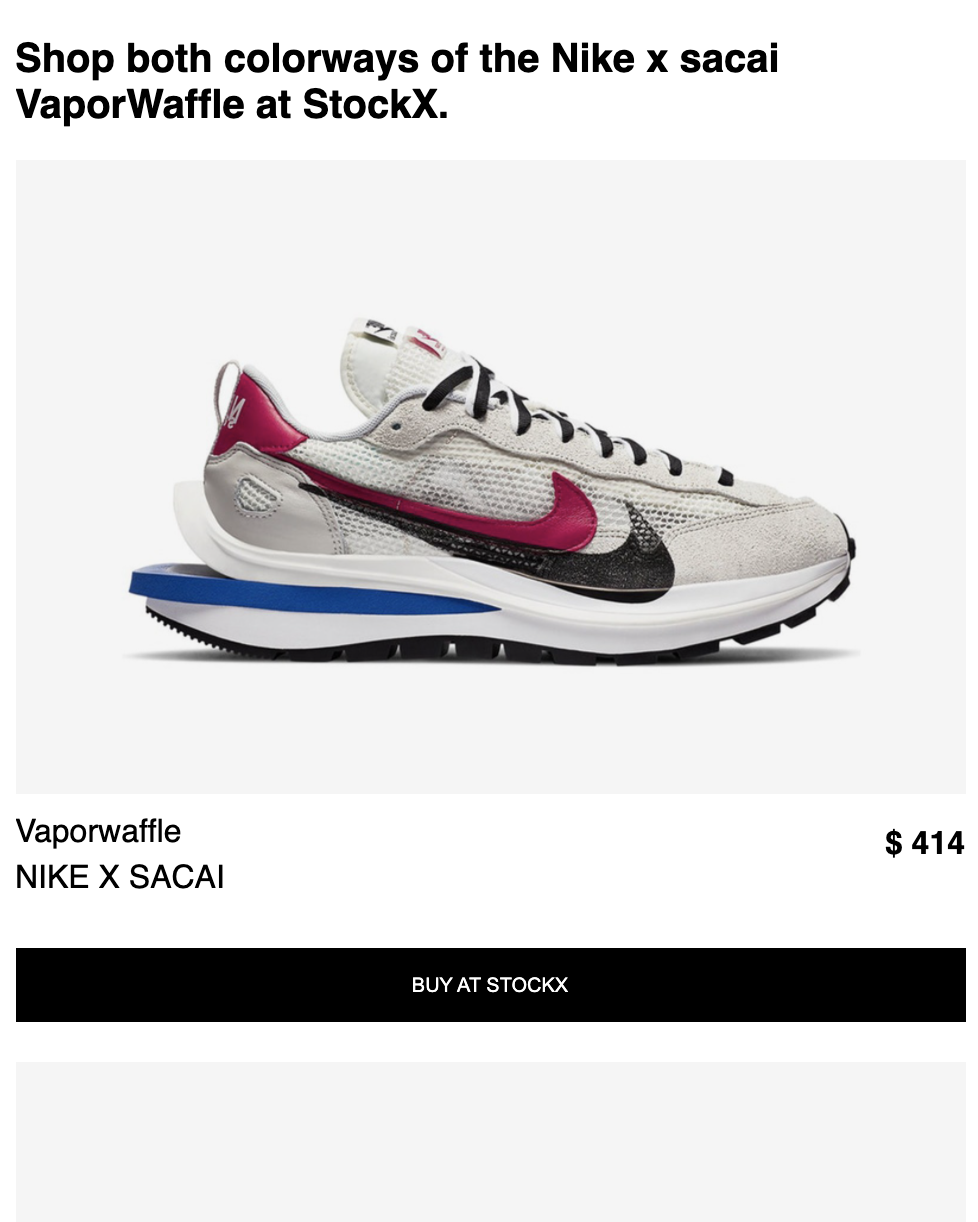 Shop both colorways of the Nike x sacai
VaporWaffle at StockX.
Vaporwaffle
NIKE X SACAI
$ 414
BUY AT STOCKX